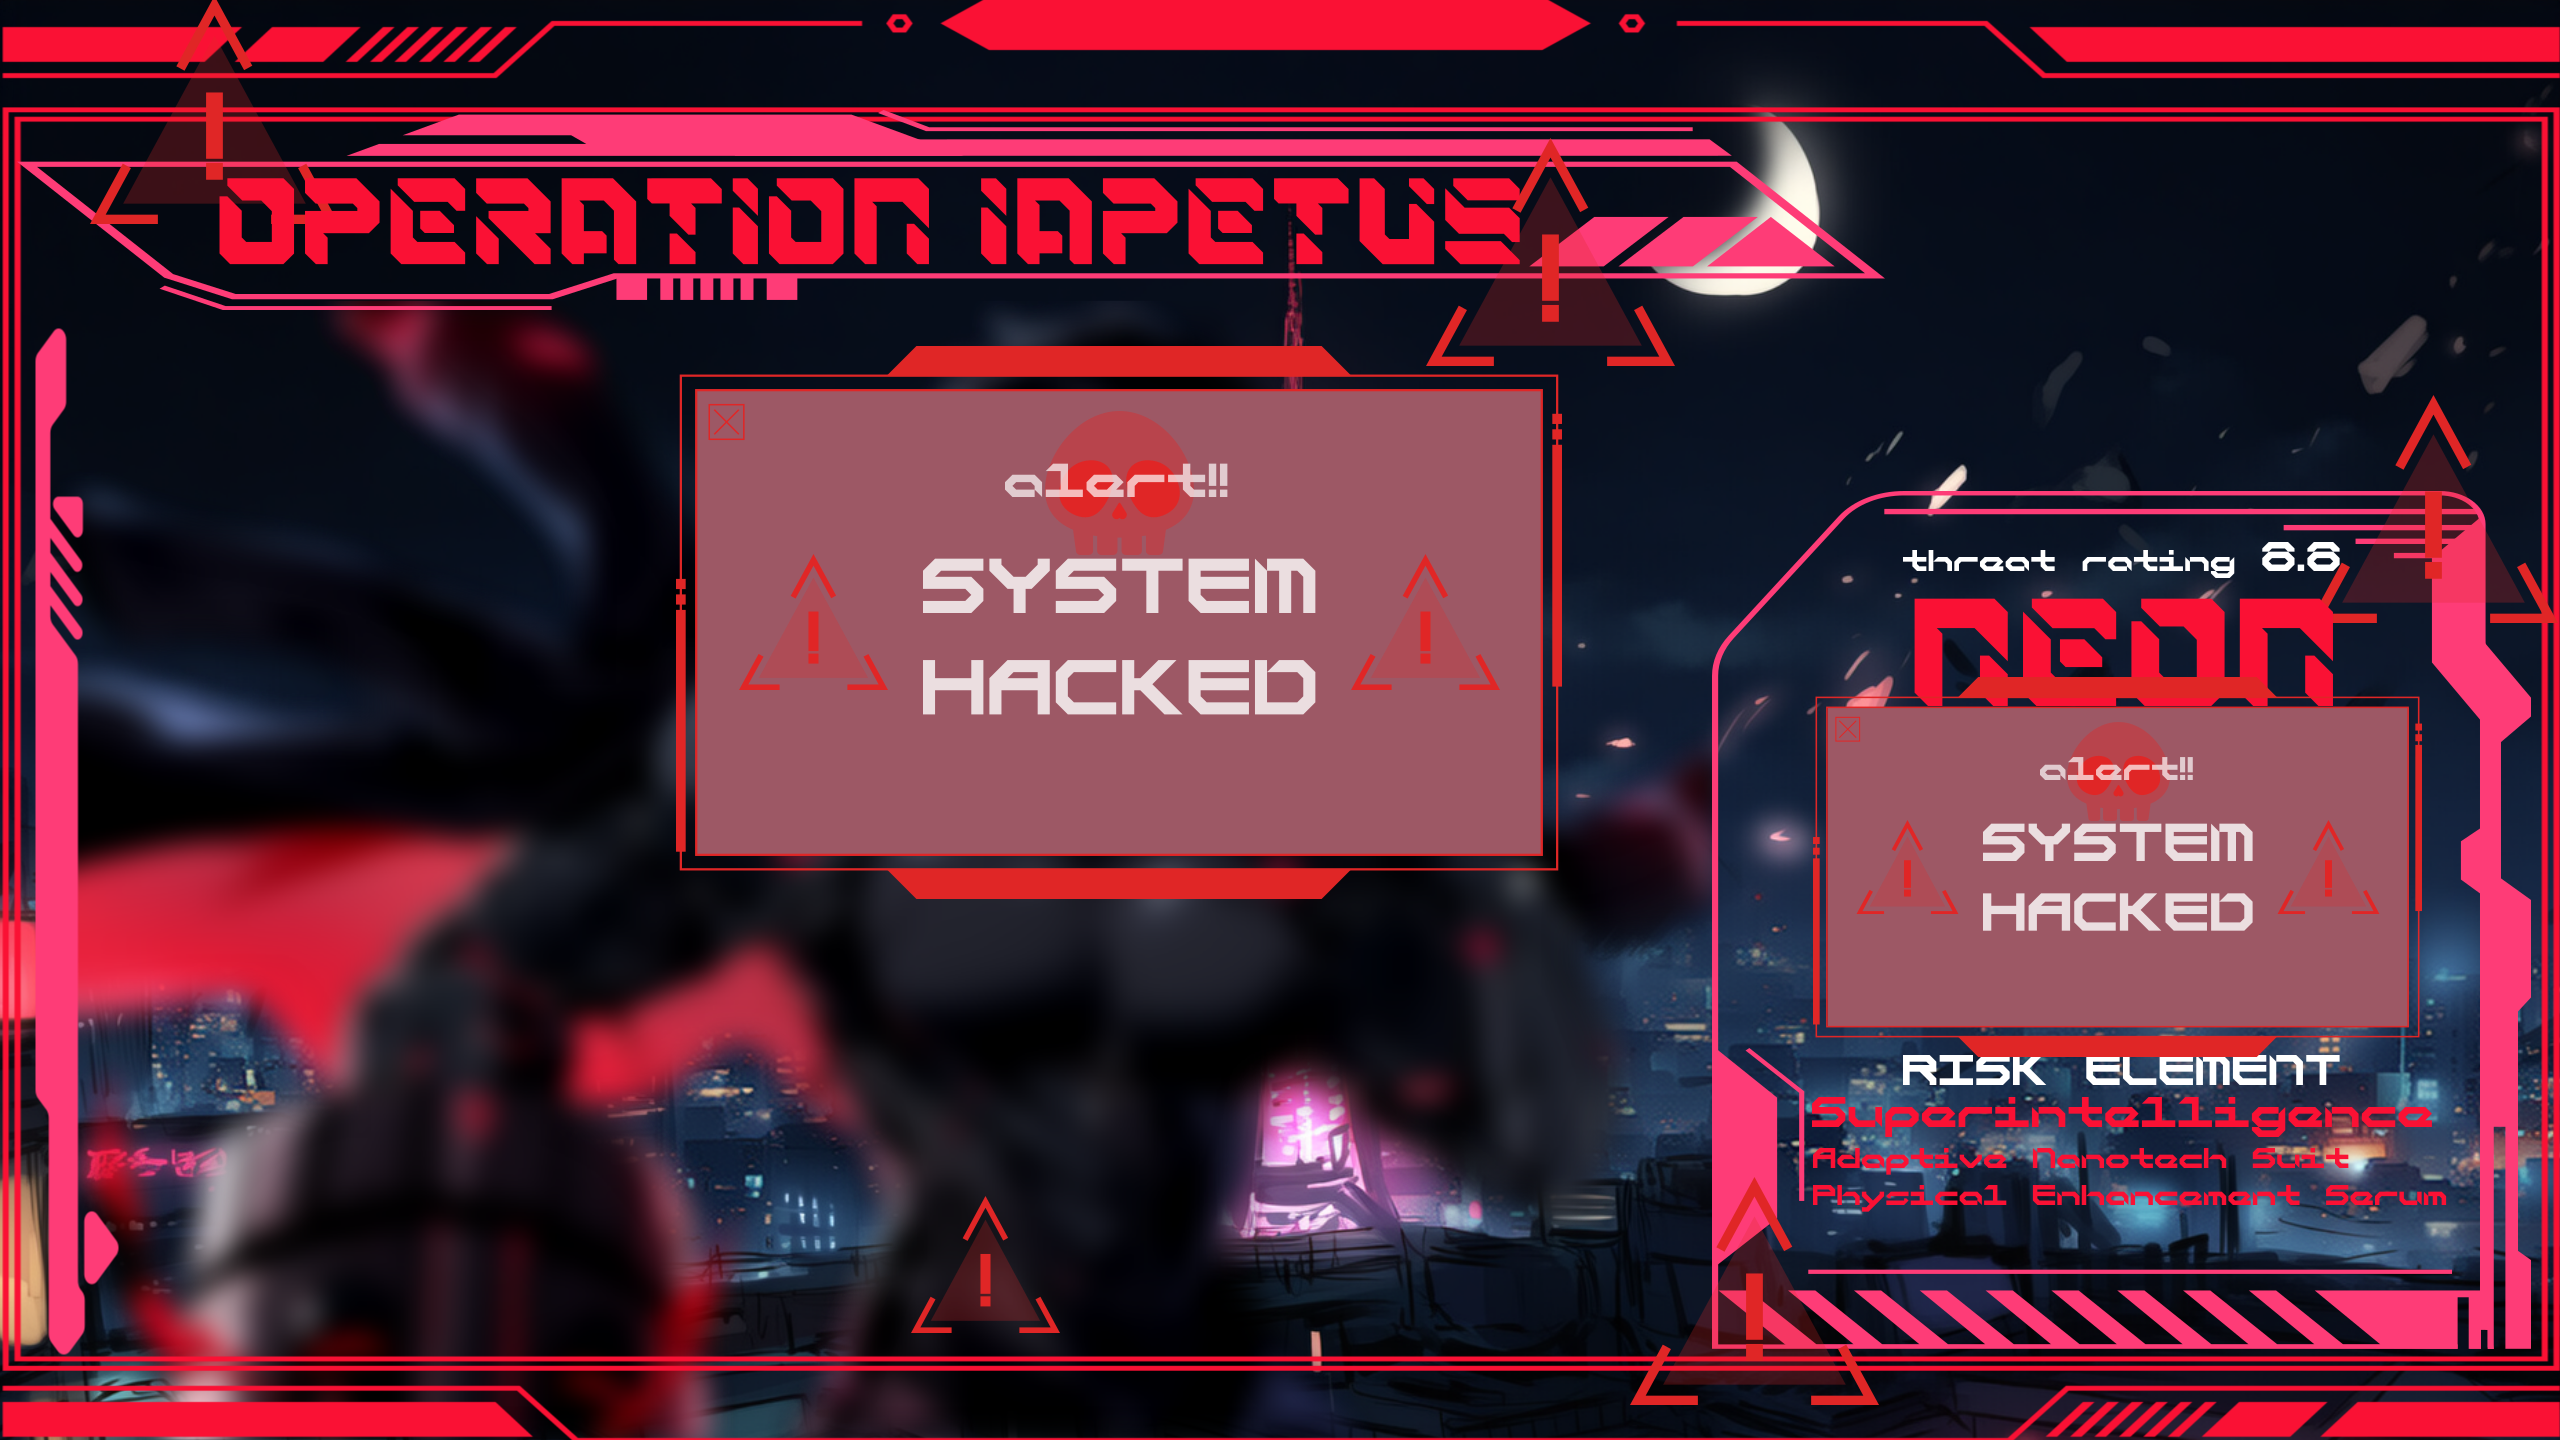 OPERATION IAPETUS
alert!!
SYSTEM
HACKED
threat rating 8.8
NEON
alert!!
SYSTEM
HACKED
RISK ELEMENT
Superintelligence
Adaptive Nanotech Suit
Physical Enhancement Serum